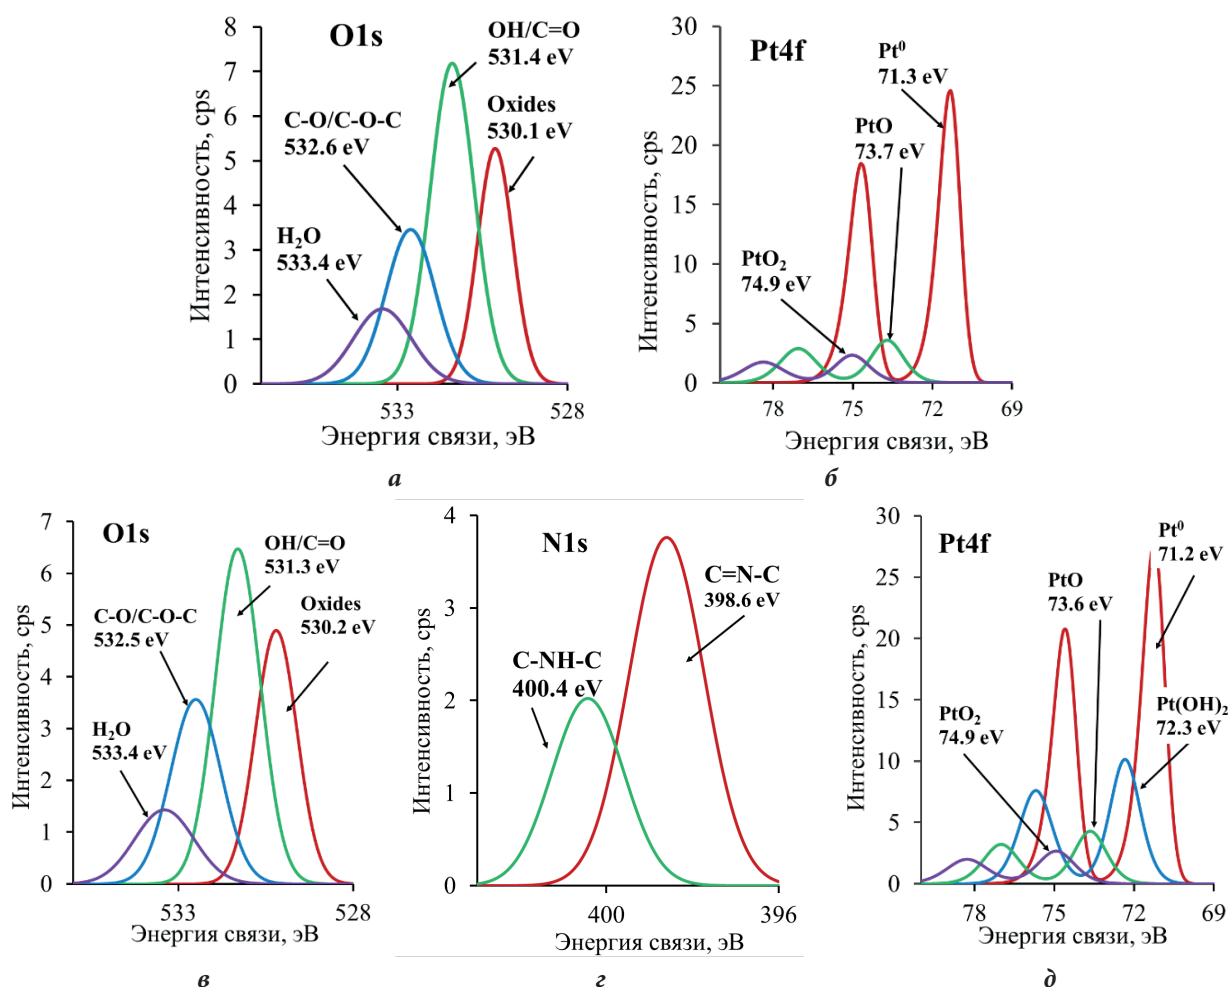 O1s
OH/C=O
531.4 eV
Oxides
530.1 eV
C-O/C-O-C
532.6 eV
H₂O
533.4 eV
Интенсивность, cps
8
7
6
5
4
3
2
1
0
533
528
Энергия связи, эВ
а
Pt4f
Pt⁰
71.3 eV
PtO
73.7 eV
PtO₂
74.9 eV
Интенсивность, cps
30
25
20
15
10
5
0
78
75
72
69
Энергия связи, эВ
б
O1s
OH/C=O
531.3 eV
Oxides
530.2 eV
C-O/C-O-C
532.5 eV
H₂O
533.4 eV
Интенсивность, cps
7
6
5
4
3
2
1
0
533
528
Энергия связи, эВ
в
N1s
C=N-C
398.6 eV
C-NH-C
400.4 eV
Интенсивность, cps
4
3
2
1
0
400
396
Энергия связи, эВ
г
Pt4f
Pt⁰
71.2 eV
PtO
73.6 eV
Pt(OH)₂
72.3 eV
PtO₂
74.9 eV
Интенсивность, cps
30
25
20
15
10
5
0
78
75
72
69
Энергия связи, эВ
д